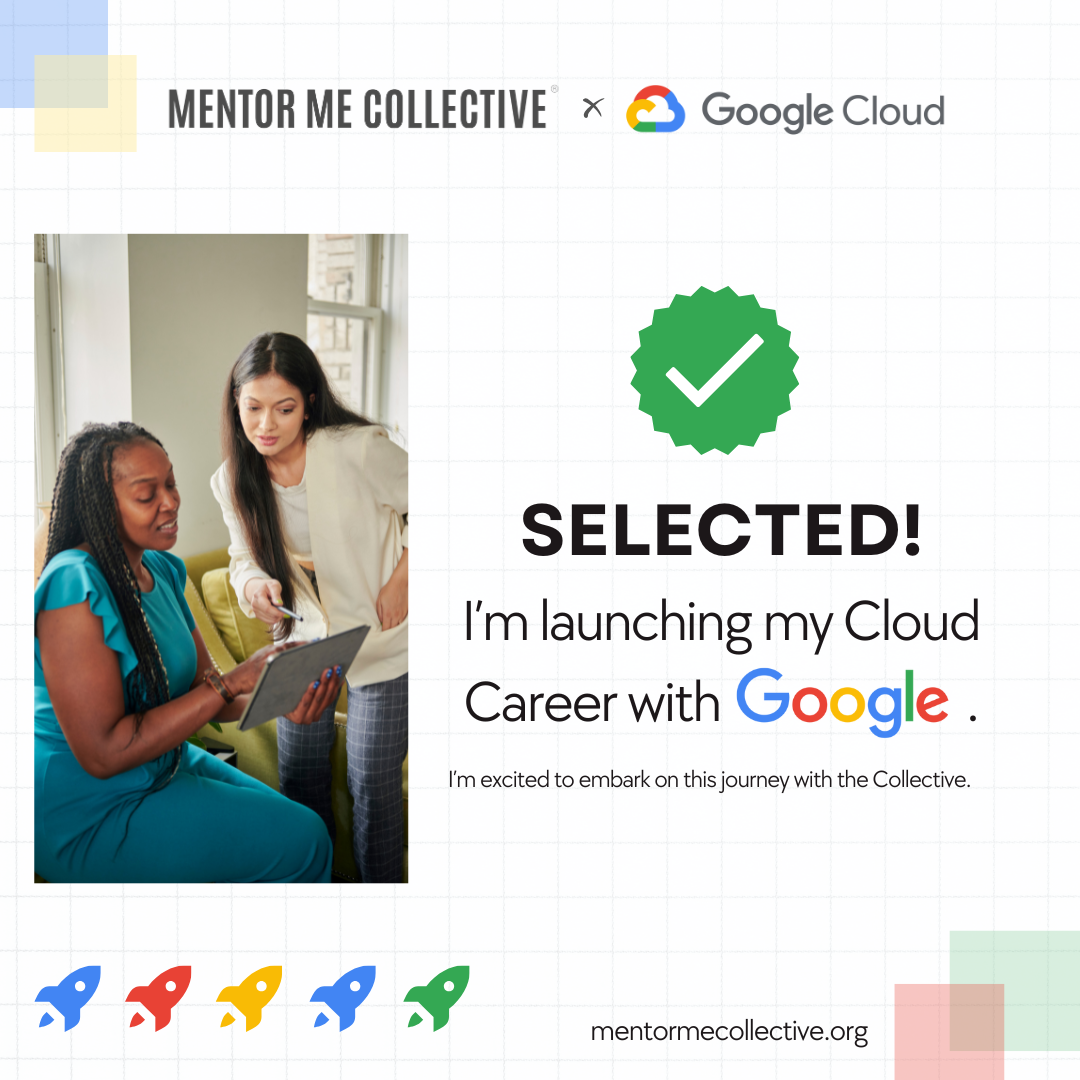 MENTOR ME COLLECTIVE® x Google Cloud
SELECTED!
I'm launching my Cloud
Career with Google .
I'm excited to embark on this journey with the Collective.
mentormecollective.org